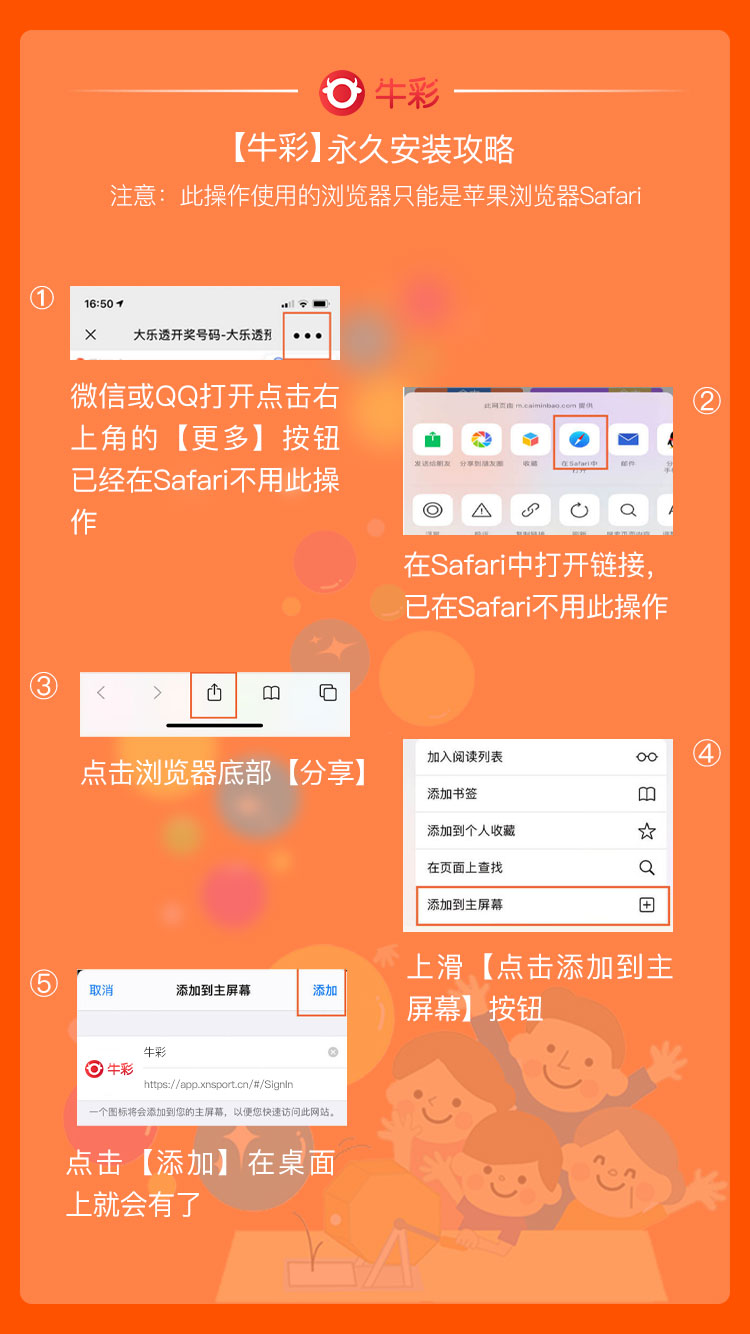 牛彩
【牛彩】永久安装攻略
注意：此操作使用的浏览器只能是苹果浏览器Safari
①
16:50
大乐透开奖号码-大乐透预
微信或QQ打开点击右
上角的【更多】按钮
已经在Safari不用此操
作
②
此网页由 m.caiminbao.com 提供
发送给朋友 分享到朋友圈 收藏 在Safari中 邮件
打开
在Safari中打开链接，
已在Safari不用此操作
③
点击浏览器底部【分享】
④
加入阅读列表
添加书签
添加到个人收藏
在页面上查找
添加到主屏幕
上滑【点击添加到主
屏幕】按钮
⑤
取消 添加到主屏幕 添加
牛彩
牛彩
https://app.xnsport.cn/#/SignIn
一个图标将会添加到您的主屏幕，以便您快速访问此网站。
点击【添加】在桌面
上就会有了